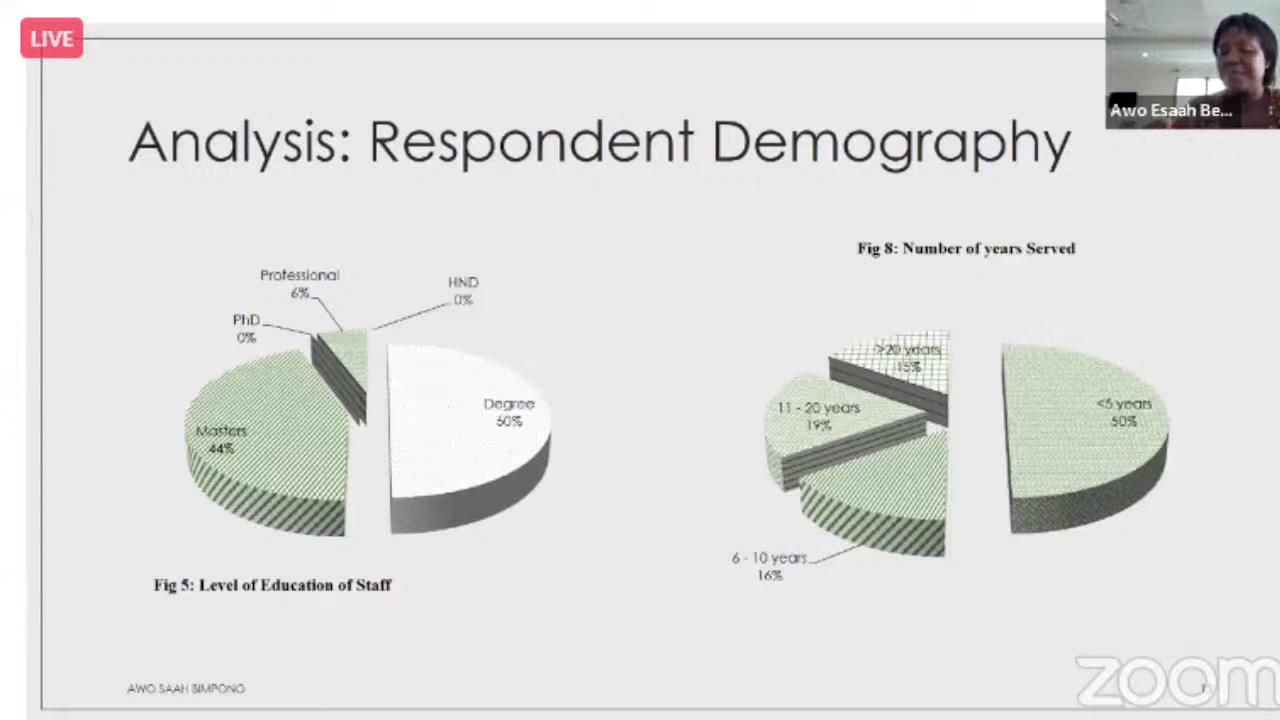 LIVE
Awo Esaah Be...
Analysis: Respondent Demography
Professional
6%
HND
0%
PhD
0%
Degree
50%
Masters
44%
Fig 5: Level of Education of Staff
Fig 8: Number of years Served
>20 years
15%
<5 years
50%
11 - 20 years
19%
6 - 10 years
16%
AWO SAAH BIMPONG
zoom